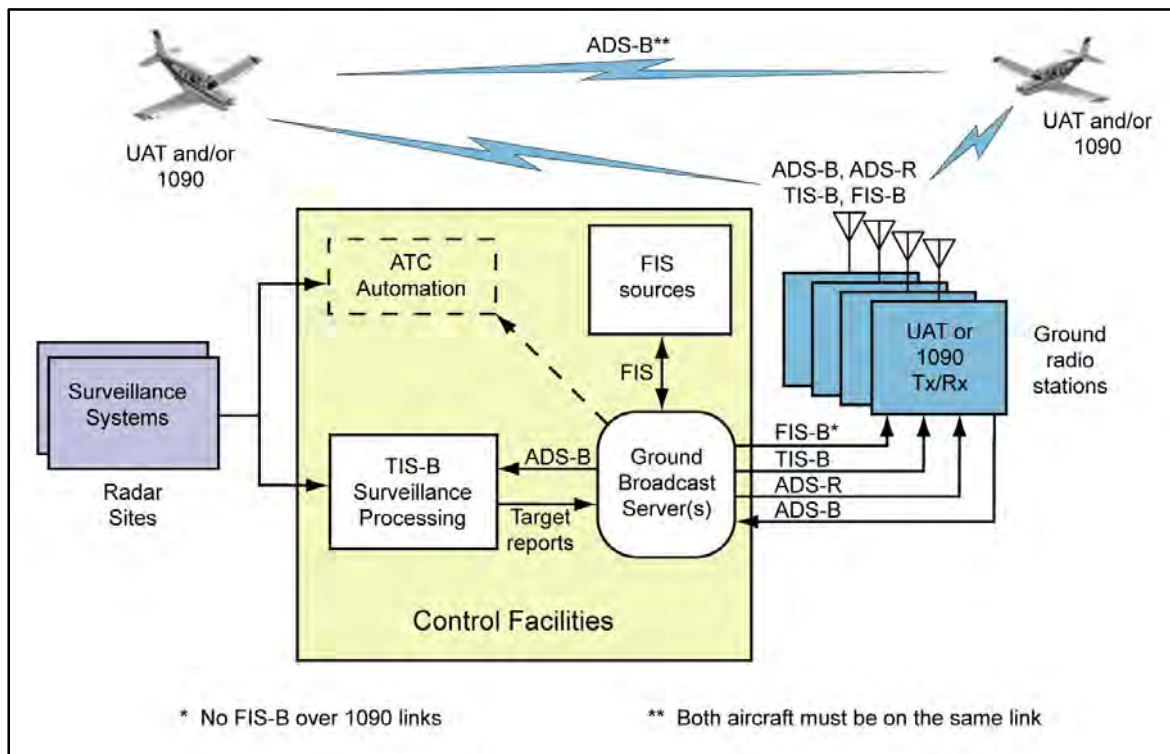 ADS-B**
UAT and/or
1090
UAT and/or
1090
ADS-B, ADS-R
TIS-B, FIS-B
ATC
Automation
FIS
sources
UAT or
1090
Tx/Rx
Ground
radio
stations
FIS
Surveillance
Systems
Radar
Sites
TIS-B
Surveillance
Processing
ADS-B
Target
reports
Ground
Broadcast
Server(s)
FIS-B*
TIS-B
ADS-R
ADS-B
Control Facilities
* No FIS-B over 1090 links
** Both aircraft must be on the same link